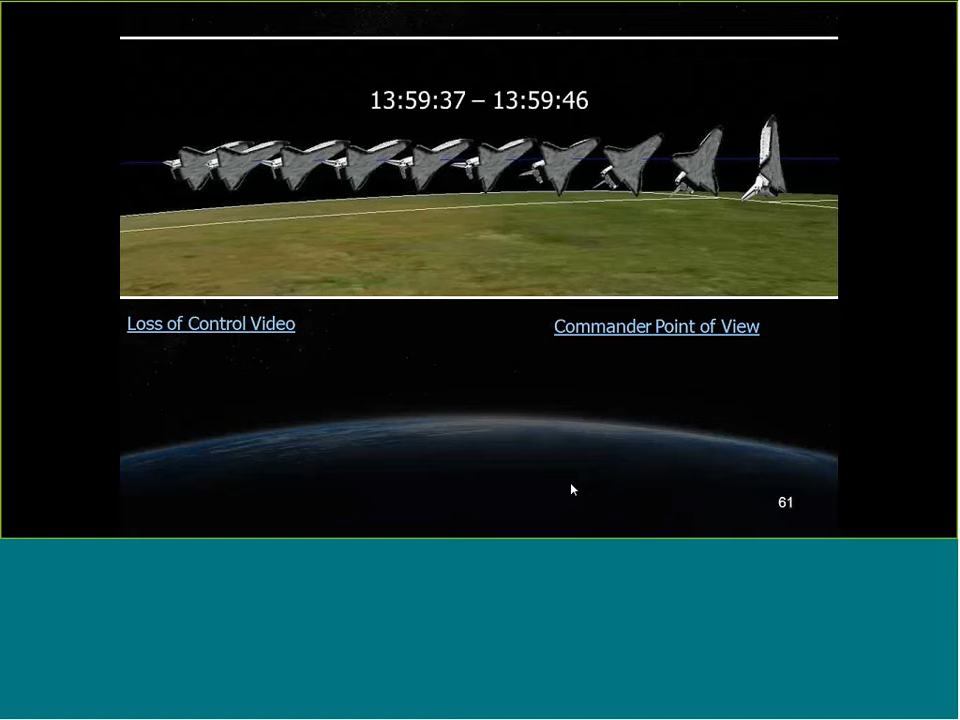 13:59:37 – 13:59:46
Loss of Control Video
Commander Point of View
61